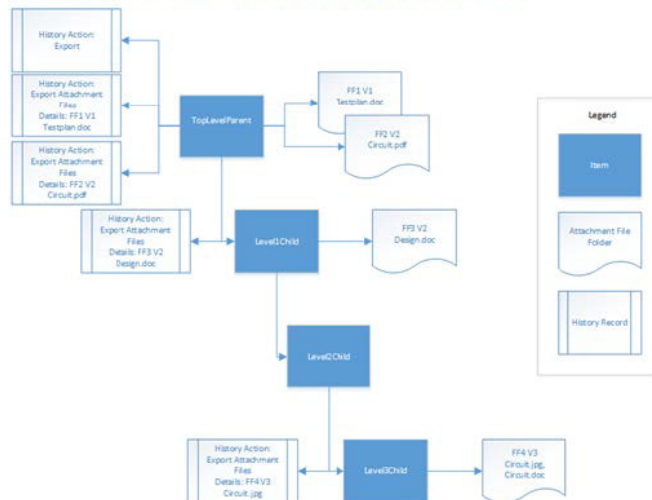 History Action:
Export
History Action:
Export Attachment
Files
Details: FF1 V1
Testplan.doc
History Action:
Export Attachment
Files
Details: FF2 V2
Circuit.pdf
TopLevelParent
FF1 V1
Testplan.doc
FF2 V2
Circuit.pdf
Legend
Item
Attachment File
Folder
History Record
History Action:
Export Attachment
Files
Details: FF3 V2
Design.doc
Level1Child
FF3 V2
Design.doc
Level2Child
History Action:
Export Attachment
Files
Details: FF4 V3
Circuit.jpg
Level3Child
FF4 V3
Circuit.jpg,
Circuit.doc